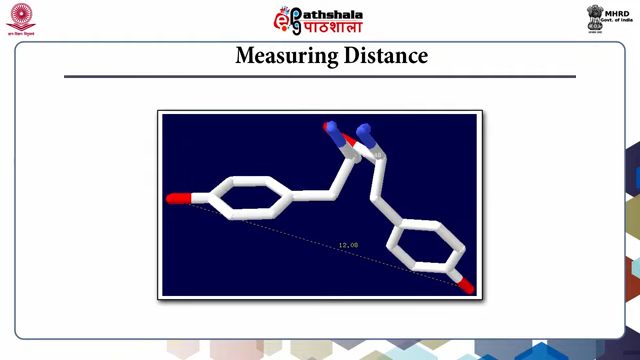 ePathshala
पाठशाला
MHRD
Govt. of India
Measuring Distance
12.08